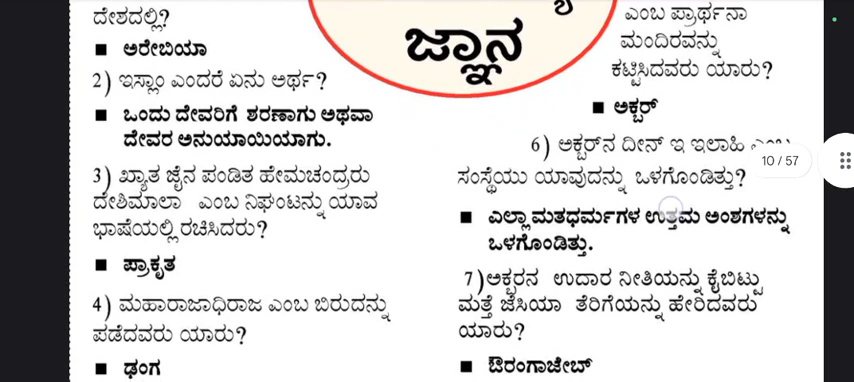 ದೇಶದಲ್ಲಿ?
■ ಅರೇಬಿಯಾ
2) ಇಸ್ಲಾಂ ಎಂದರೆ ಏನು ಅರ್ಥ?
■ ಒಂದು ದೇವರಿಗೆ ಶರಣಾಗು ಅಥವಾ
ದೇವರ ಅನುಯಾಯಿಯಾಗು.
3) ಖ್ಯಾತ ಜೈನ ಪಂಡಿತ ಹೇಮಚಂದ್ರರು
ದೇಶಿಮಾಲಾ ಎಂಬ ನಿಘಂಟನ್ನು ಯಾವ
ಭಾಷೆಯಲ್ಲಿ ರಚಿಸಿದರು?
■ ಪ್ರಾಕೃತ
4) ಮಹಾರಾಜಾಧಿರಾಜ ಎಂಬ ಬಿರುದನ್ನು
ಪಡೆದವರು ಯಾರು?
■ ಢಂಗ
ಜ್ಞಾನ
ಎಂಬ ಪ್ರಾರ್ಥನಾ
ಮಂದಿರವನ್ನು
ಕಟ್ಟಿಸಿದವರು ಯಾರು?
■ ಅಕ್ಬರ್
6) ಅಕ್ಬರ್‌ನ ದೀನ್ ಇ ಇಲಾಹಿ
ಸಂಸ್ಥೆಯು ಯಾವುದನ್ನು ಒಳಗೊಂಡಿತ್ತು?
■ ಎಲ್ಲಾ ಮತಧರ್ಮಗಳ ಉತ್ತಮ ಅಂಶಗಳನ್ನು
ಒಳಗೊಂಡಿತ್ತು.
7)ಅಕ್ಬರನ ಉದಾರ ನೀತಿಯನ್ನು ಕೈಬಿಟ್ಟು
ಮತ್ತೆ ಜೆಸಿಯಾ ತೆರಿಗೆಯನ್ನು ಹೇರಿದವರು
ಯಾರು?
■ ಔರಂಗಾಜೇಬ್
10 / 57